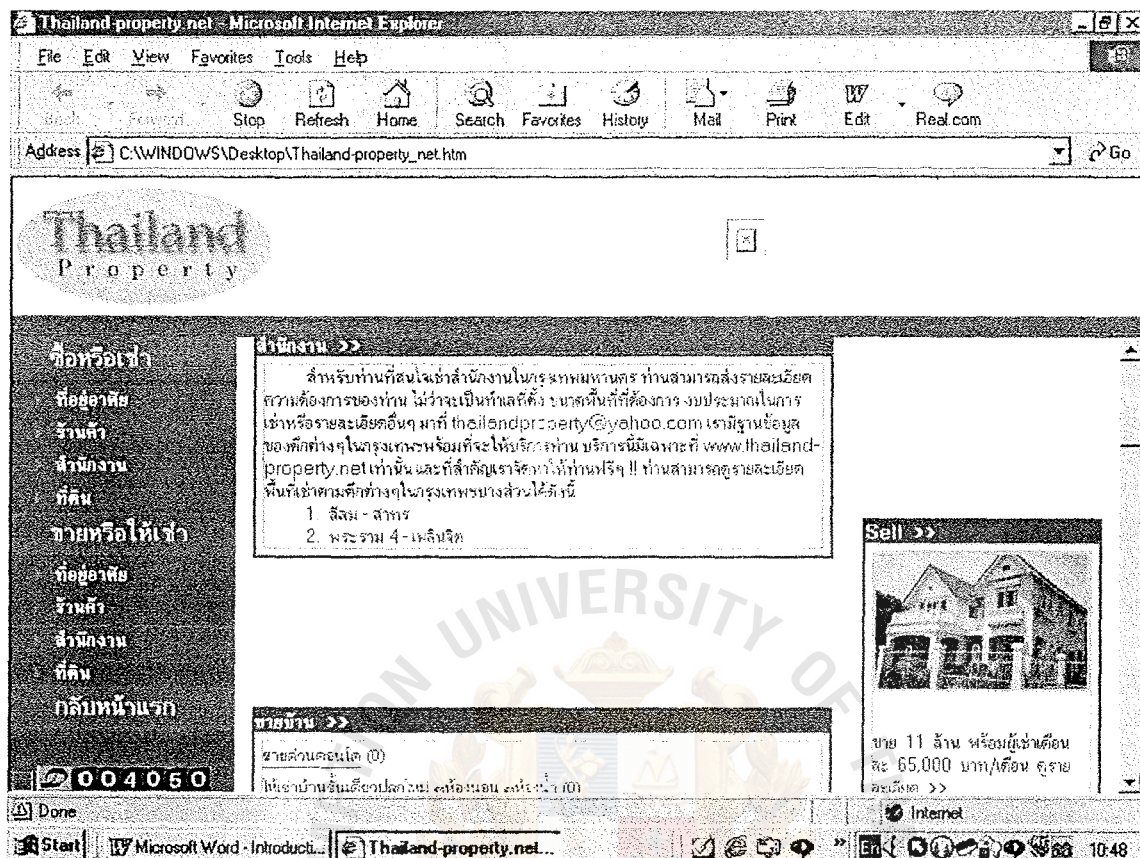 Thailand-property.net - Microsoft Internet Explorer
File Edit View Favorites Tools Help
Back Forward Stop Refresh Home Search Favorites History Mail Print Edit Real.com
Address C:\WINDOWS\Desktop\Thailand-property_net.htm Go
Thailand
Property
ซื้อหรือเช่า
ที่อยู่อาศัย
ร้านค้า
สำนักงาน
ที่ดิน
ขายหรือให้เช่า
ที่อยู่อาศัย
ร้านค้า
สำนักงาน
ที่ดิน
กลับหน้าแรก
004050
สำนักงาน >>
สำหรับท่านที่สนใจเช่าสำนักงานในกรุงเทพมหานคร ท่านสามารถส่งรายละเอียด
ความต้องการของท่าน ไม่ว่าจะเป็นทำเลที่ตั้ง ขนาดพื้นที่ที่ต้องการ งบประมาณในการ
เช่าหรือรายละเอียดอื่นๆ มาที่ thailandproperty@yahoo.com เรามีฐานข้อมูล
ของตึกต่างๆในกรุงเทพฯพร้อมที่จะให้บริการท่าน บริการนี้มีเฉพาะที่ www.thailand-
property.net เท่านั้น และที่สำคัญเราจัดหาให้ท่านฟรีๆ !! ท่านสามารถดูรายละเอียด
พื้นที่เช่าตามตึกต่างๆในกรุงเทพฯบางส่วนได้ดังนี้
1. สีลม - สาทร
2. พระราม 4 - เพลินจิต
ขายบ้าน >>
ขายด่วนคอนโด (0)
ให้เช่าบ้านชั้นเดียวปลูกใหม่ (0)
Sell >>
ขาย 11 ล้าน พร้อมผู้เช่าเดือน
ละ 65,000 บาท/เดือน ดูราย
ละเอียด >>
UNIVERSITY OF
Done Internet
Start Microsoft Word - Introducti... Thailand-property.net... En 10:48